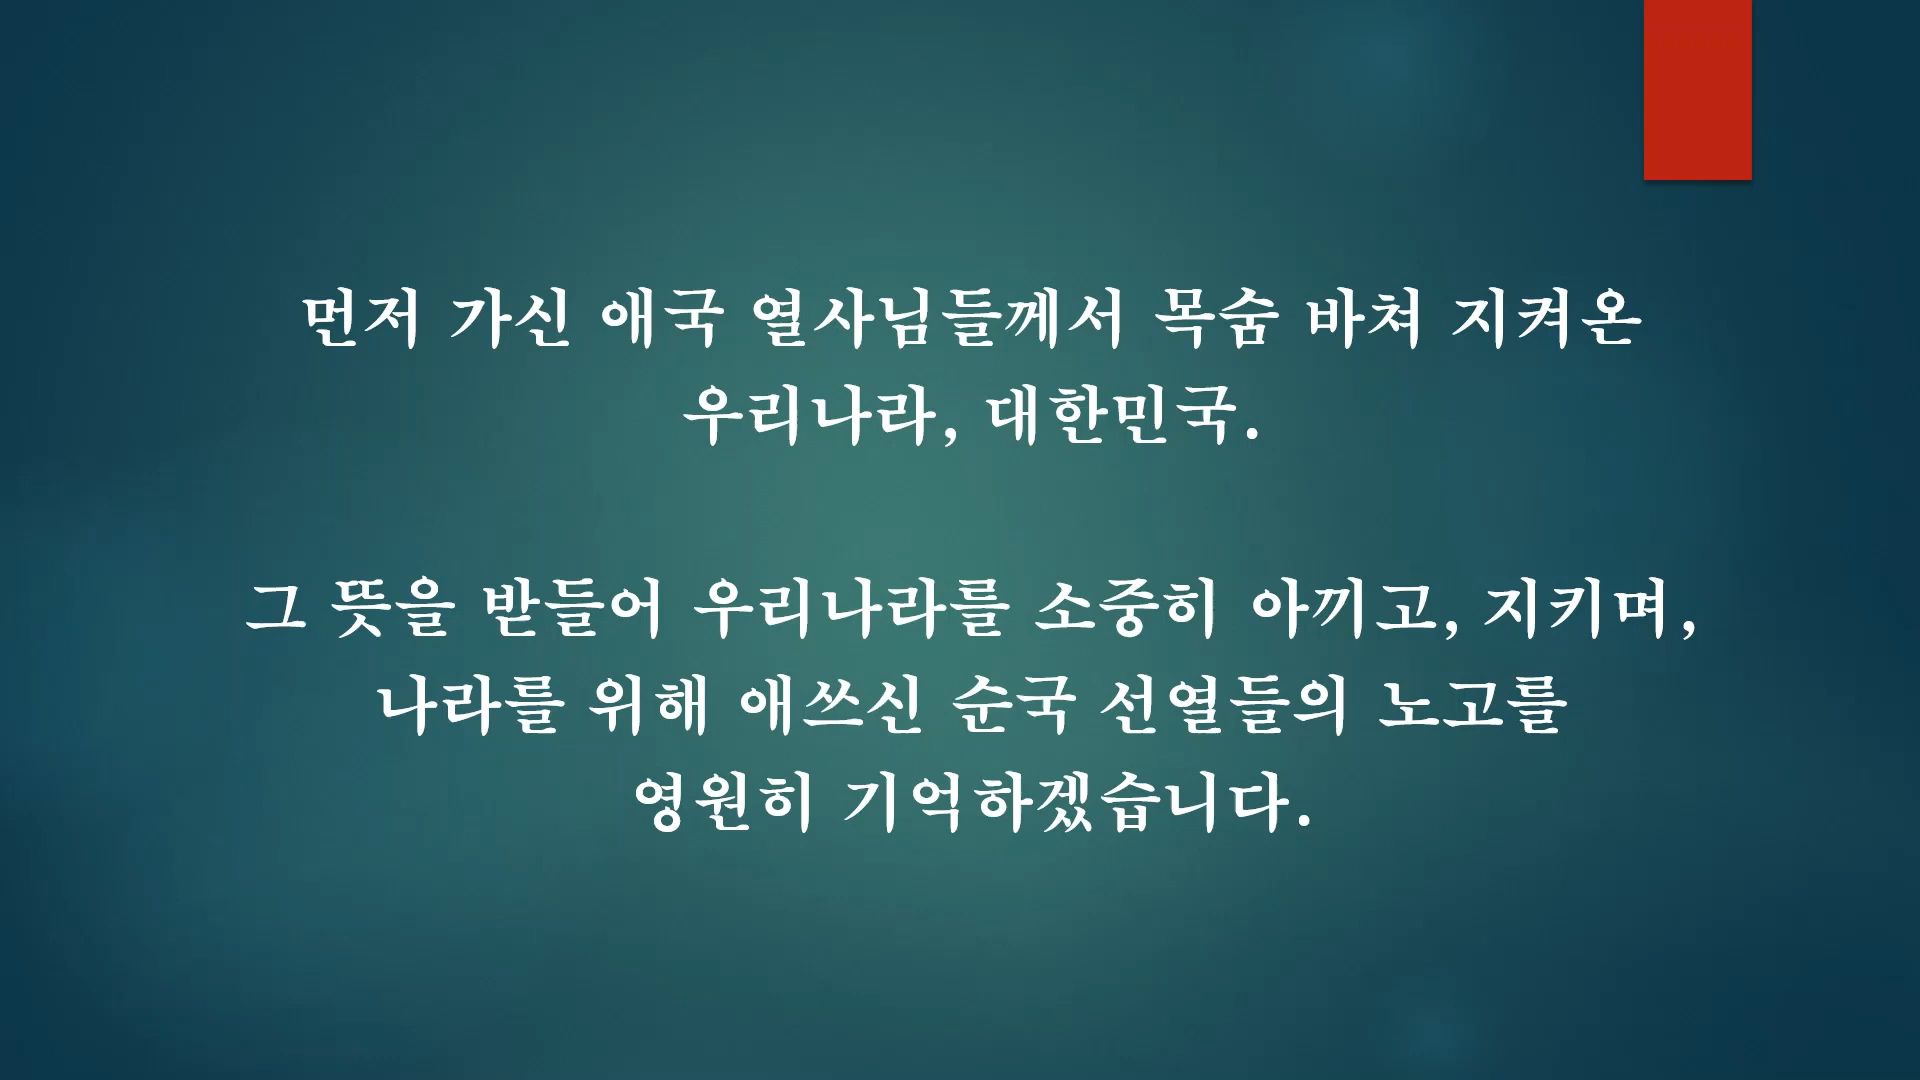 먼저 가신 애국 열사님들께서 목숨 바쳐 지켜온
우리나라, 대한민국.
그 뜻을 받들어 우리나라를 소중히 아끼고, 지키며,
나라를 위해 애쓰신 순국 선열들의 노고를
영원히 기억하겠습니다.